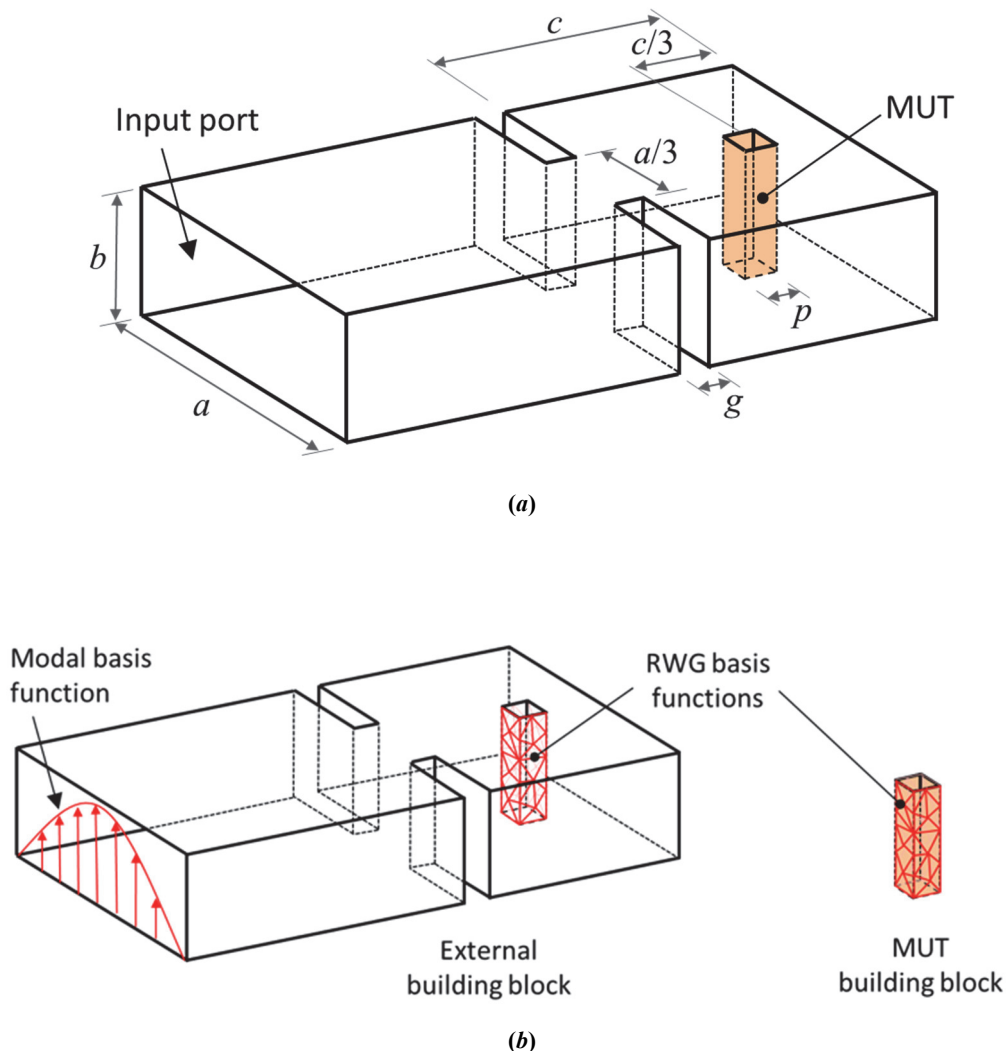 c
c/3
Input port
MUT
a/3
b
p
a
g
(a)
Modal basis
function
RWG basis
functions
External
building block
MUT
building block
(b)